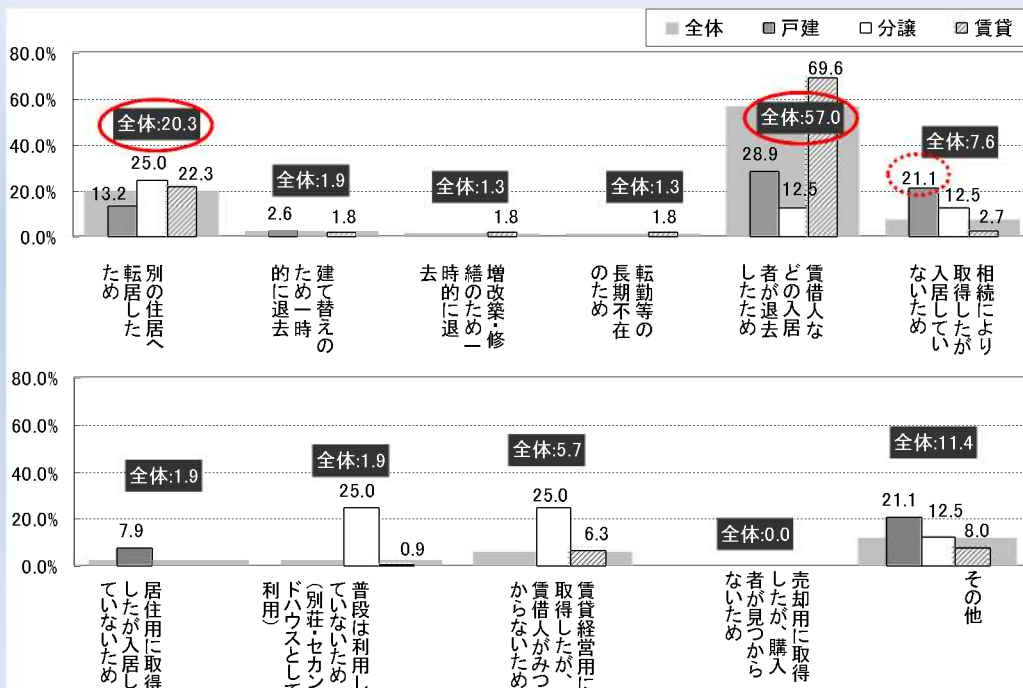 全体 戸建 分譲 賃貸
80.0%
60.0%
40.0%
20.0%
0.0%
全体:20.3
13.2
25.0
22.3
全体:1.9
2.6
1.8
全体:1.3
1.8
全体:1.3
1.8
全体:57.0
28.9
12.5
69.6
全体:7.6
21.1
12.5
2.7
別の住居へ
転居した
ため
建て替えの
ため一時
的に退去
増改築・修
繕のため一
時的に退
去
転勤等の
長期不在
のため
賃借人な
どの入居
者が退去
したため
相続により
取得したが
入居してい
ないため
80.0%
60.0%
40.0%
20.0%
0.0%
全体:1.9
7.9
全体:1.9
25.0
0.9
全体:5.7
25.0
6.3
全体:0.0
全体:11.4
21.1
12.5
8.0
居住用に取得
したが入居し
ていないため
普段は利用し
ていないため
(別荘・セカン
ドハウスとして
利用)
賃貸経営用に
取得したが、
賃借人がみつ
からないため
売却用に取得
したが、購入
者が見つから
ないため
その他